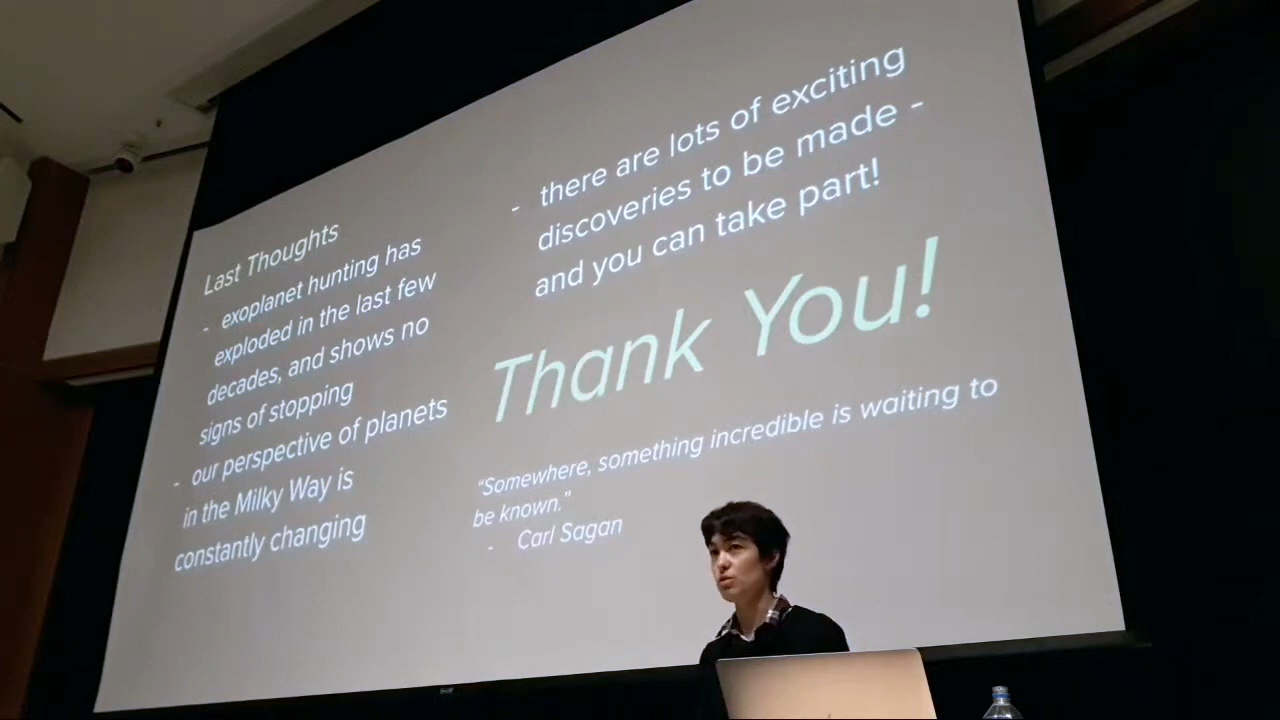 Last Thoughts
- exoplanet hunting has
exploded in the last few
decades, and shows no
signs of stopping
- our perspective of planets
in the Milky Way is
constantly changing
- there are lots of exciting
discoveries to be made -
and you can take part!
Thank You!
“Somewhere, something incredible is waiting to
be known.”
- Carl Sagan